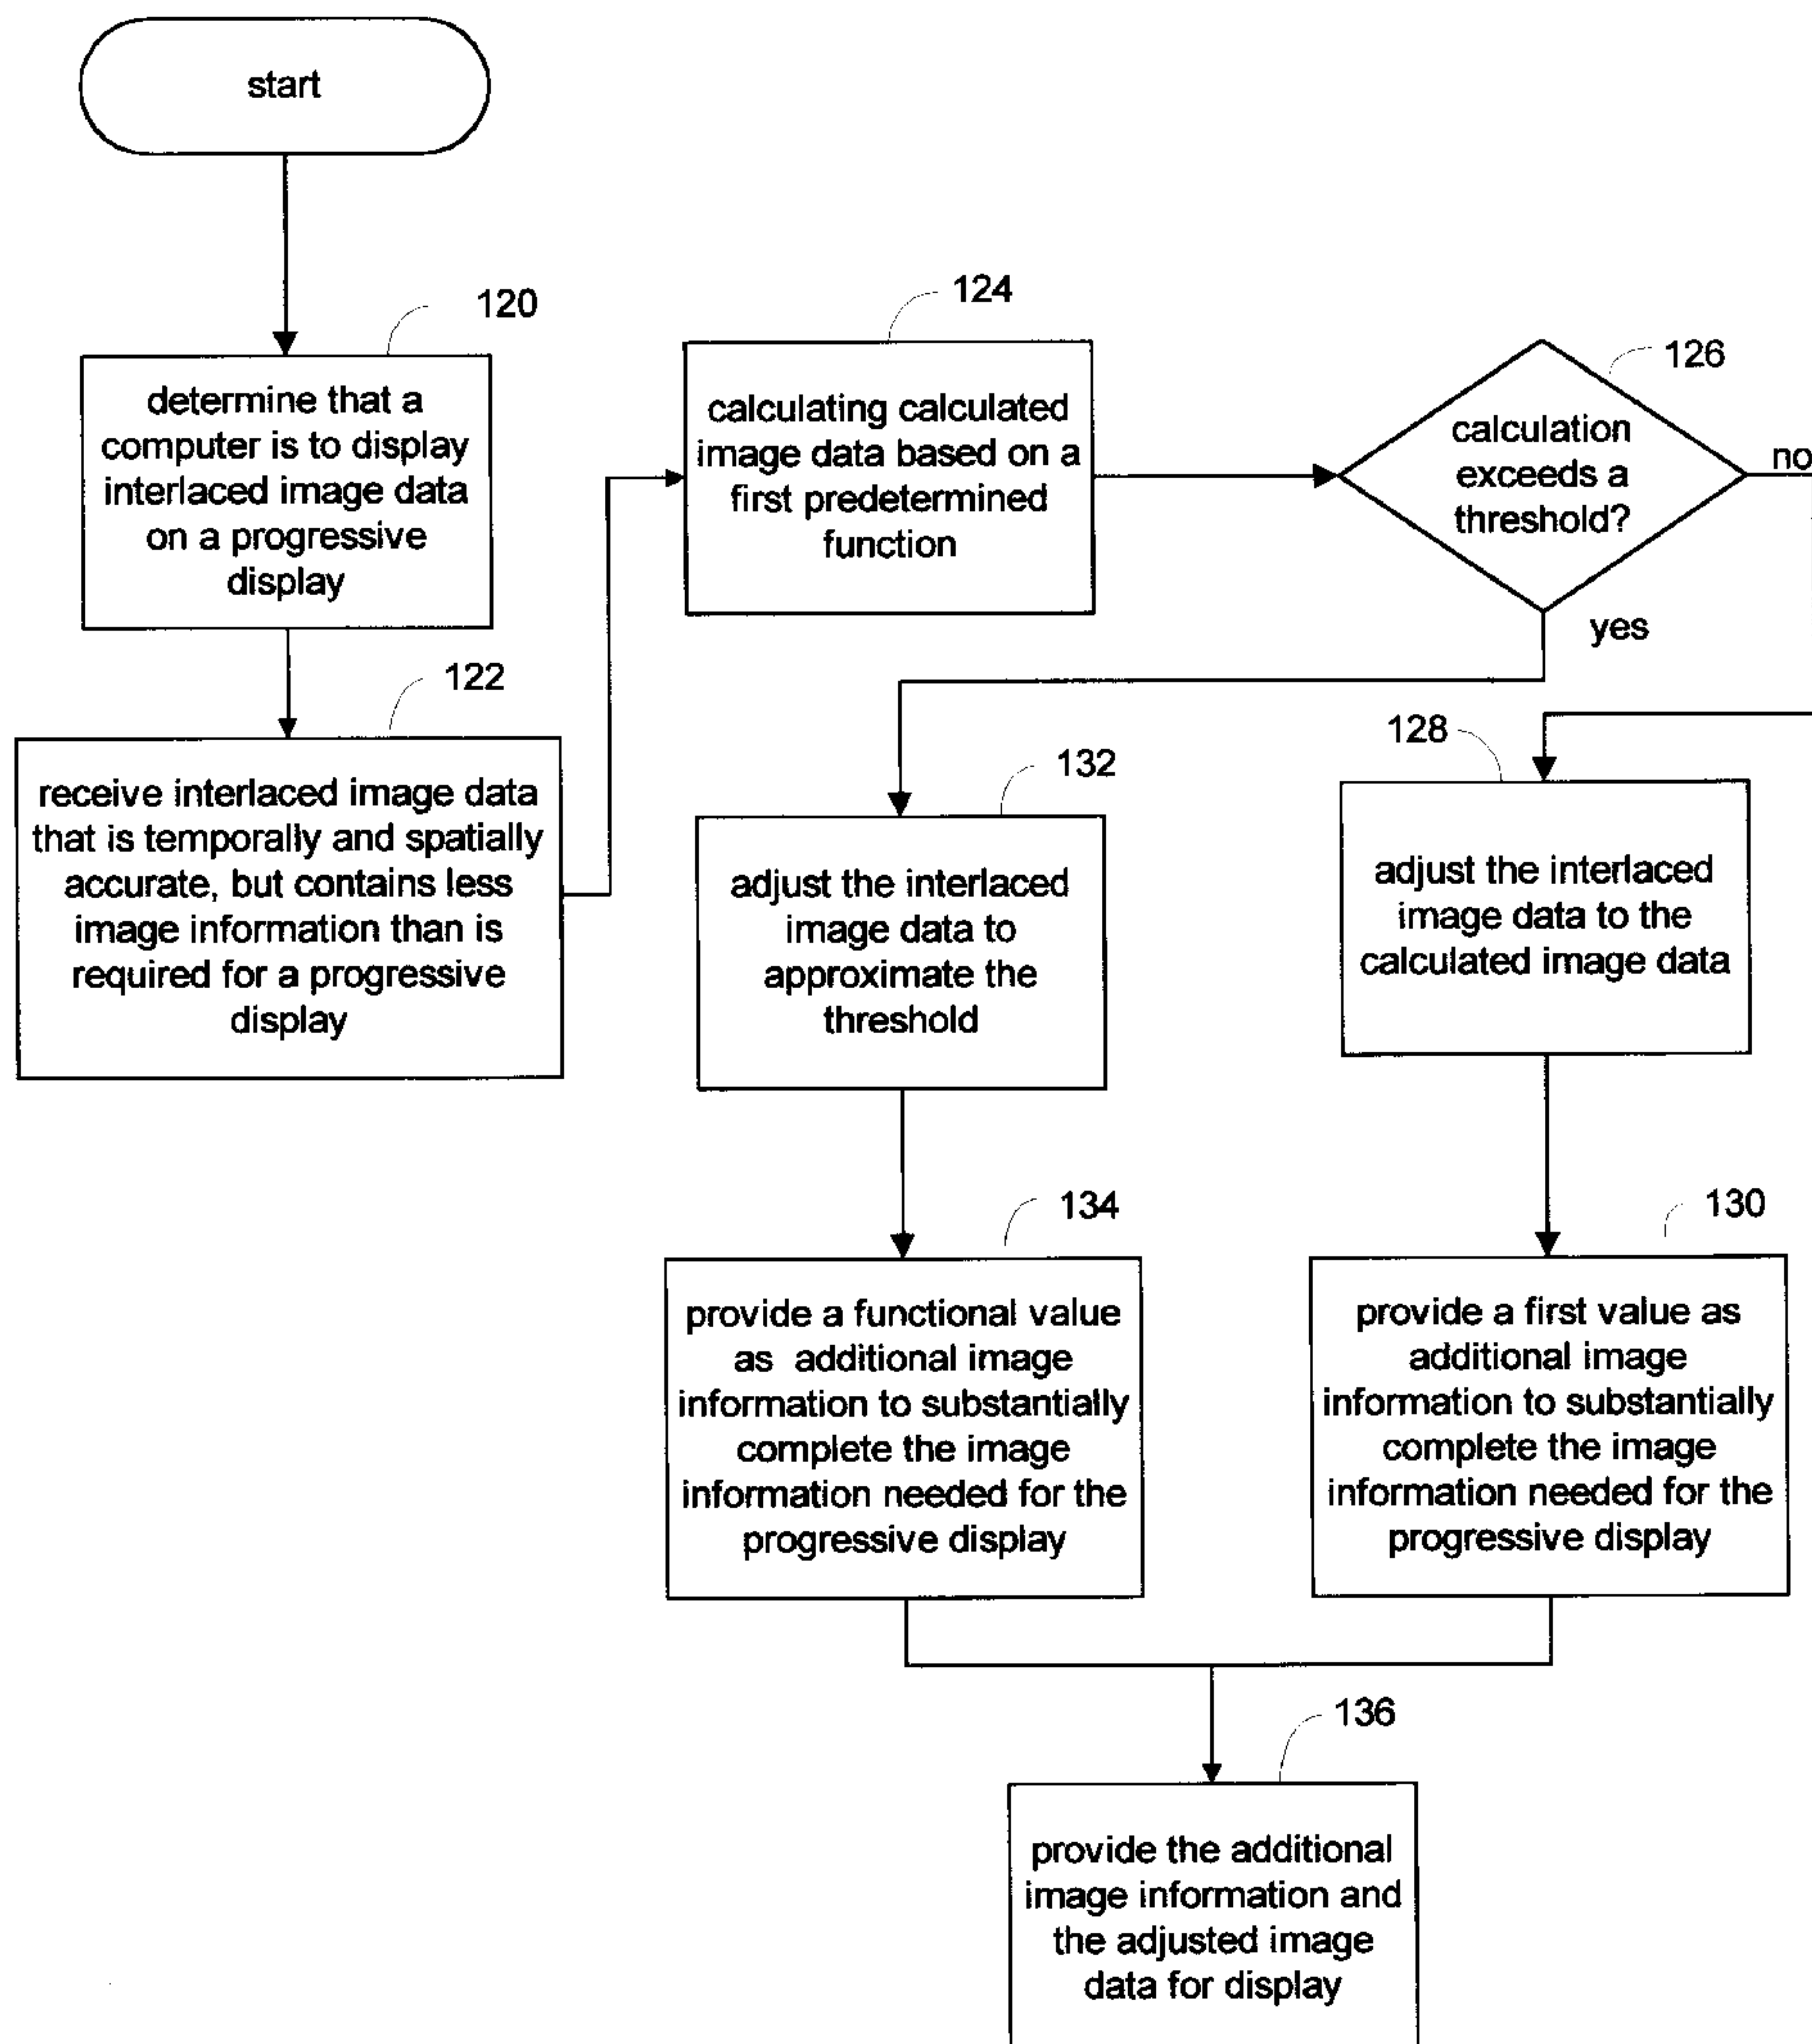 start
120
determine that a
computer is to display
interlaced image data
on a progressive
display
122
receive interlaced image data
that is temporally and spatially
accurate, but contains less
image information than is
required for a progressive
display
124
calculating calculated
image data based on a
first predetermined
function
126
calculation
exceeds a
threshold?
no
yes
128
adjust the interlaced
image data to the
calculated image data
132
adjust the interlaced
image data to
approximate the
threshold
134
provide a functional value
as additional image
information to substantially
complete the image
information needed for the
progressive display
130
provide a first value as
additional image
information to substantially
complete the image
information needed for the
progressive display
136
provide the additional
image information and
the adjusted image
data for display